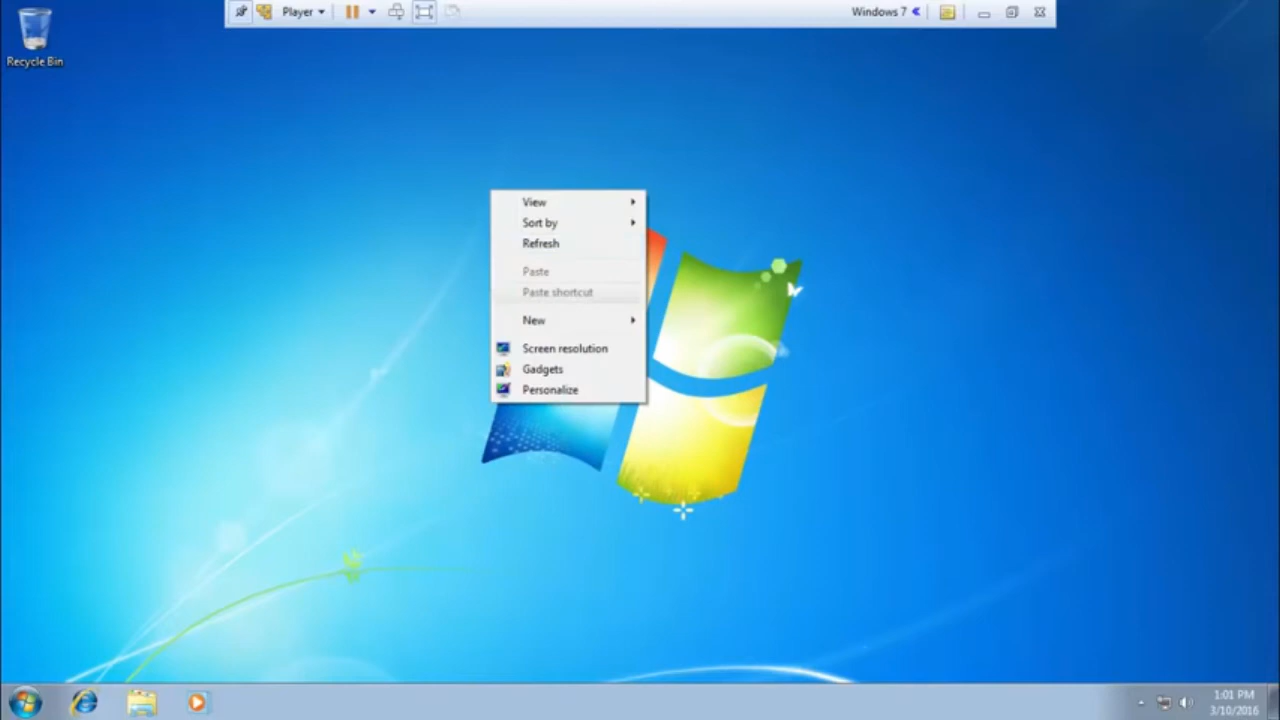 Player
Windows 7
Recycle Bin
View
Sort by
Refresh
Paste
Paste shortcut
New
Screen resolution
Gadgets
Personalize
1:01 PM
3/10/2016